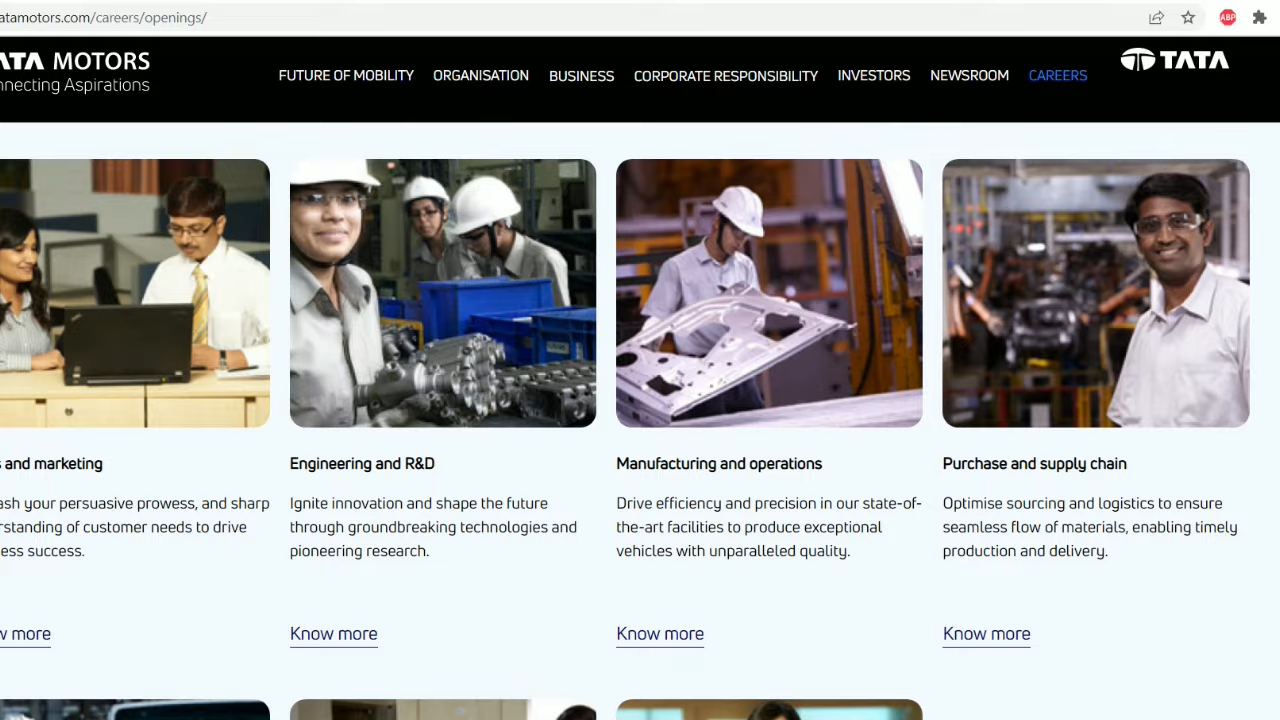 atamotors.com/careers/openings/
ABP
ATA MOTORS
nnecting Aspirations
FUTURE OF MOBILITY
ORGANISATION
BUSINESS
CORPORATE RESPONSIBILITY
INVESTORS
NEWSROOM
CAREERS
TATA
s and marketing
ash your persuasive prowess, and sharp
rstanding of customer needs to drive
ess success.
w more
Engineering and R&D
Ignite innovation and shape the future
through groundbreaking technologies and
pioneering research.
Know more
Manufacturing and operations
Drive efficiency and precision in our state-of-
the-art facilities to produce exceptional
vehicles with unparalleled quality.
Know more
Purchase and supply chain
Optimise sourcing and logistics to ensure
seamless flow of materials, enabling timely
production and delivery.
Know more